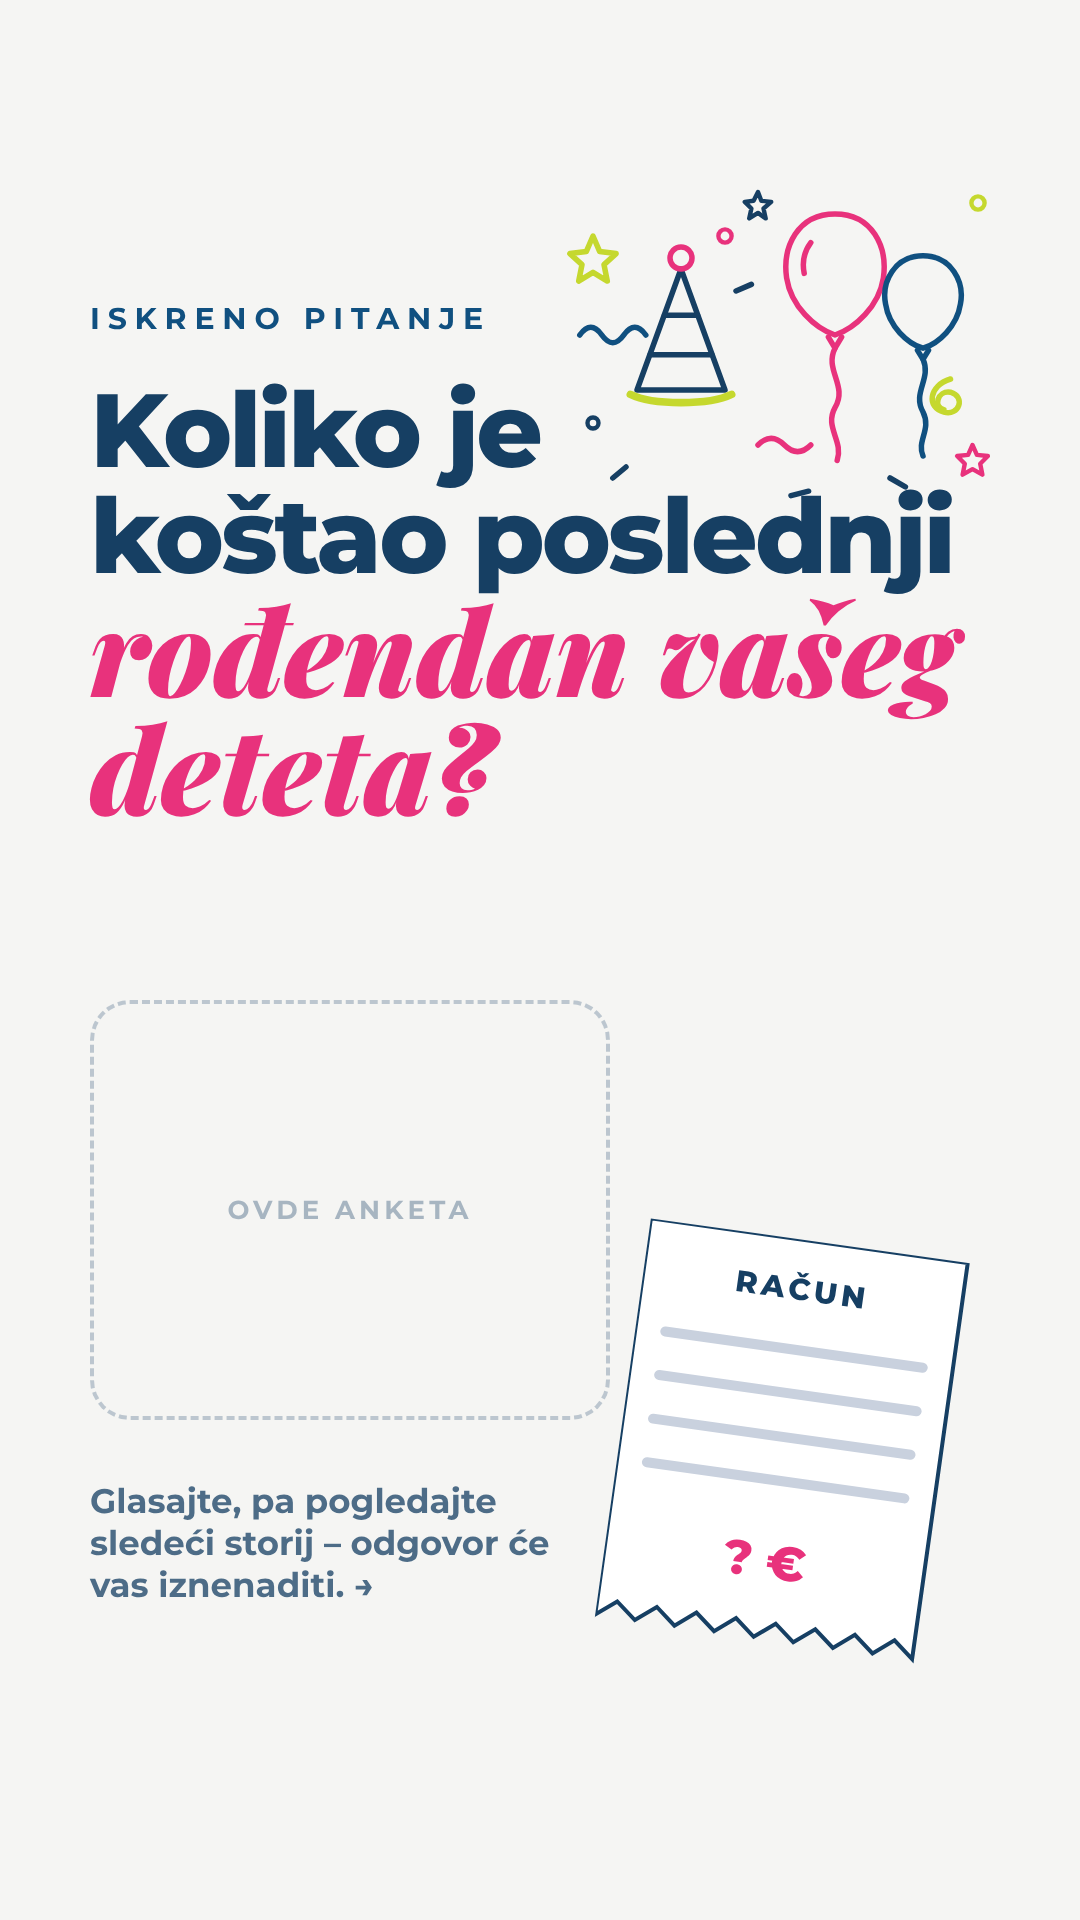 ISKRENO PITANJE
Koliko je
koštao poslednji
rođendan vašeg
deteta?
OVDE ANKETA
RAČUN
? €
Glasajte, pa pogledajte
sledeći storij – odgovor će
vas iznenaditi. →